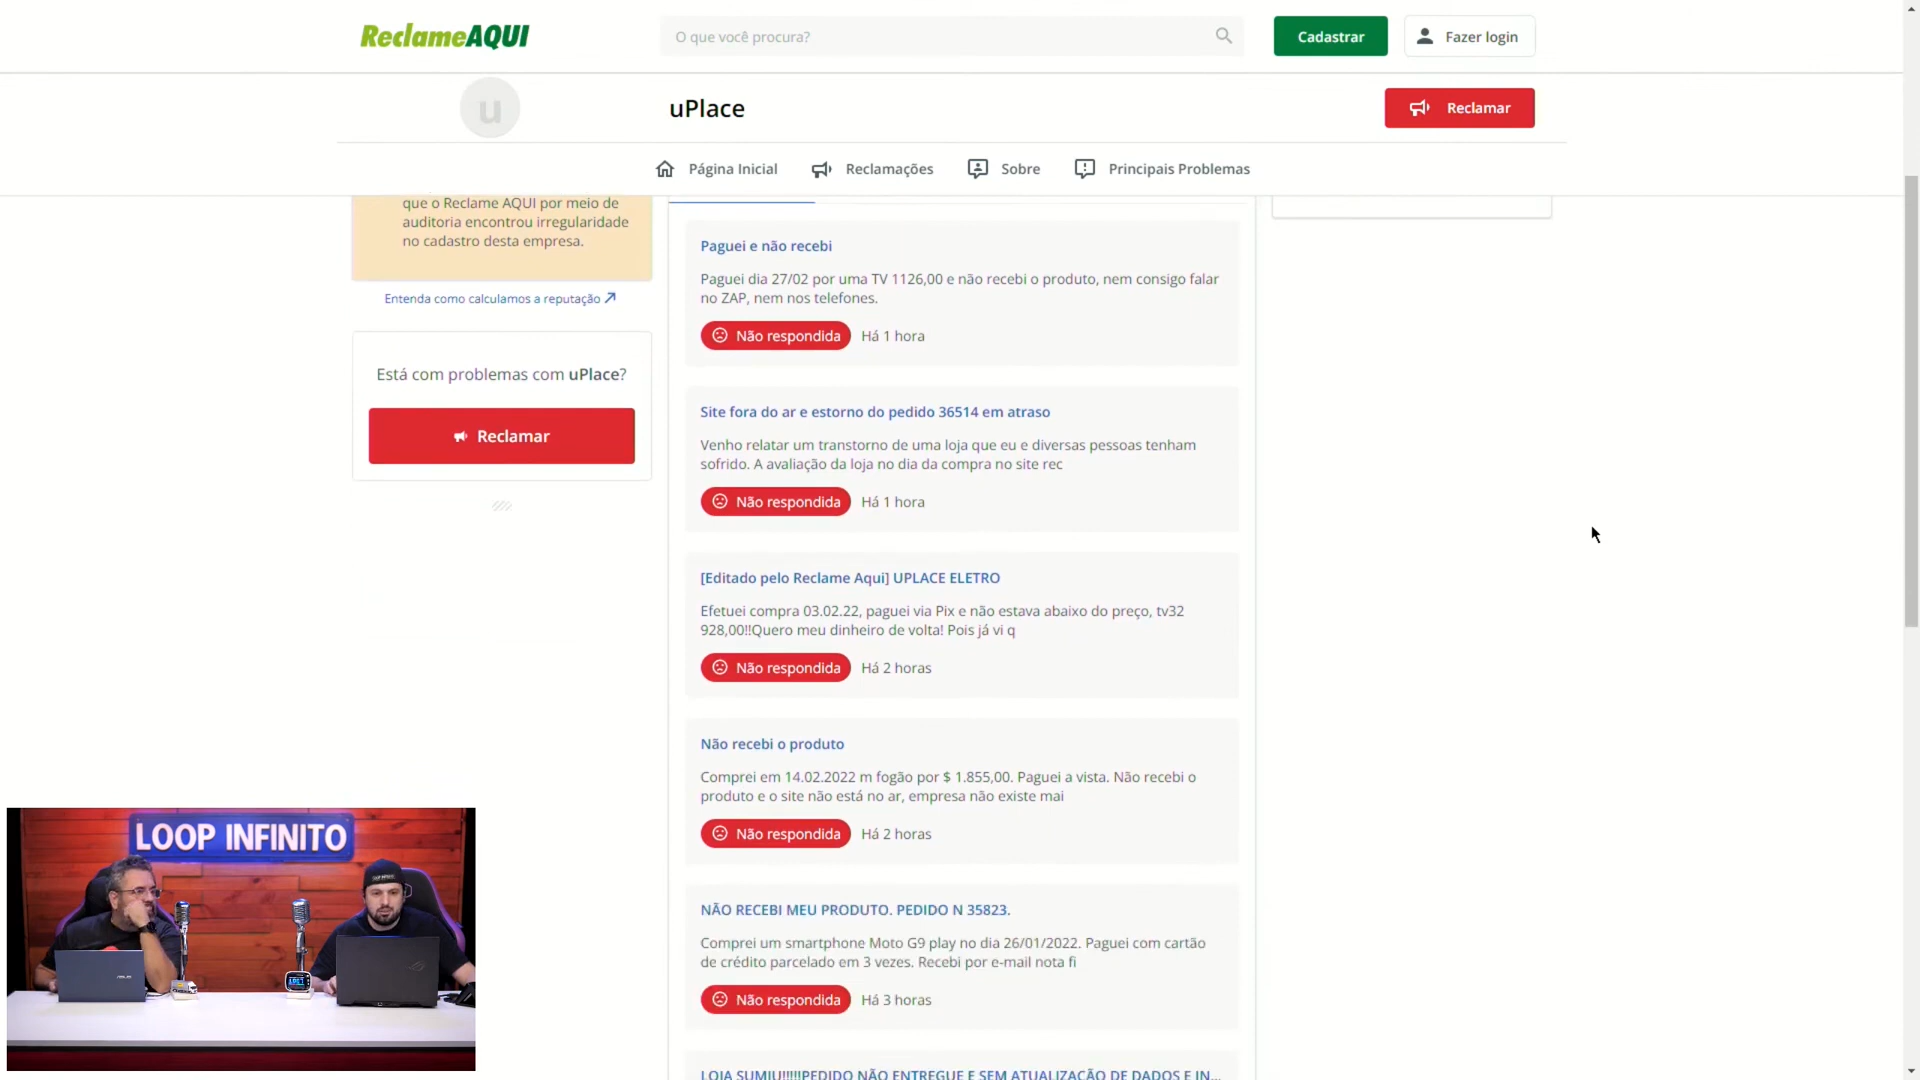 ReclameAQUI
O que você procura?
Cadastrar
Fazer login
u
uPlace
Reclamar
Página Inicial
Reclamações
Sobre
Principais Problemas
que o Reclame AQUI por meio de
auditoria encontrou irregularidade
no cadastro desta empresa.
Entenda como calculamos a reputação
Está com problemas com uPlace?
Reclamar
Paguei e não recebi
Paguei dia 27/02 por uma TV 1126,00 e não recebi o produto, nem consigo falar
no ZAP, nem nos telefones.
Não respondida Há 1 hora
Site fora do ar e estorno do pedido 36514 em atraso
Venho relatar um transtorno de uma loja que eu e diversas pessoas tenham
sofrido. A avaliação da loja no dia da compra no site rec
Não respondida Há 1 hora
[Editado pelo Reclame Aqui] UPLACE ELETRO
Efetuei compra 03.02.22, paguei via Pix e não estava abaixo do preço, tv32
928,00!!Quero meu dinheiro de volta! Pois já vi q
Não respondida Há 2 horas
Não recebi o produto
Comprei em 14.02.2022 m fogão por $ 1.855,00. Paguei a vista. Não recebi o
produto e o site não está no ar, empresa não existe mai
Não respondida Há 2 horas
NÃO RECEBI MEU PRODUTO. PEDIDO N 35823.
Comprei um smartphone Moto G9 play no dia 26/01/2022. Paguei com cartão
de crédito parcelado em 3 vezes. Recebi por e-mail nota fi
Não respondida Há 3 horas
LOJA SUMIU!!!!!PEDIDO NÃO ENTREGUE E SEM ATUALIZAÇÃO DE DADOS E IN...
LOOP INFINITO